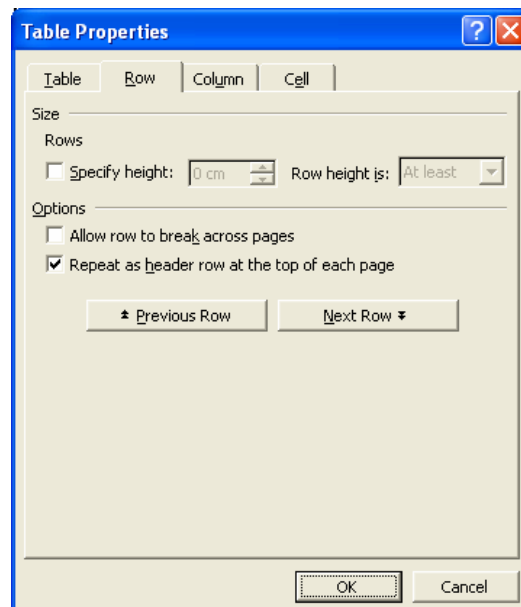 Table Properties
Table Row Column Cell
Size
Rows
Specify height: 0 cm Row height is: At least
Options
Allow row to break across pages
Repeat as header row at the top of each page
Previous Row Next Row
OK Cancel